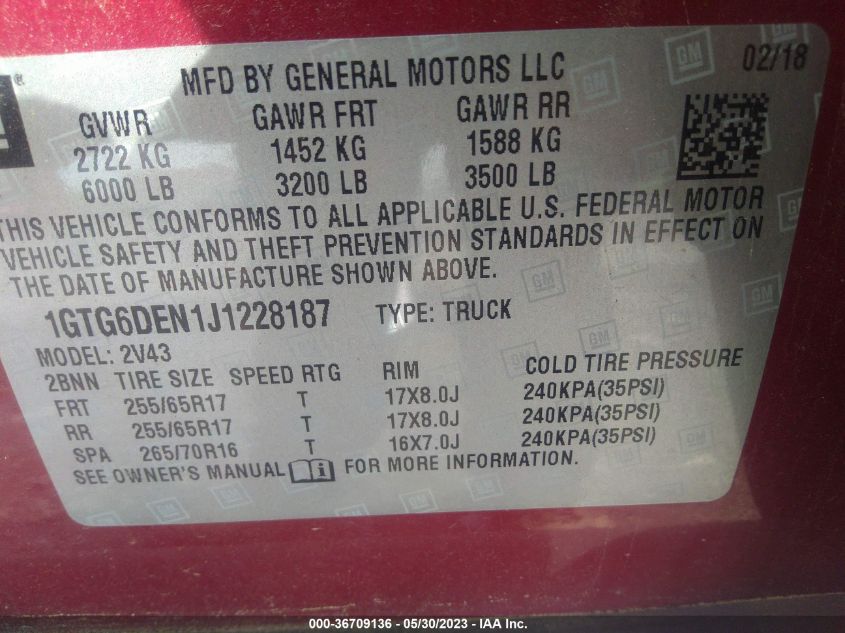 MFD BY GENERAL MOTORS LLC 02/18
GVWR GAWR FRT GAWR RR
2722 KG 1452 KG 1588 KG
6000 LB 3200 LB 3500 LB
THIS VEHICLE CONFORMS TO ALL APPLICABLE U.S. FEDERAL MOTOR
VEHICLE SAFETY AND THEFT PREVENTION STANDARDS IN EFFECT ON
THE DATE OF MANUFACTURE SHOWN ABOVE.
1GTG6DEN1J1228187 TYPE: TRUCK
MODEL: 2V43
2BNN TIRE SIZE SPEED RTG RIM COLD TIRE PRESSURE
FRT 255/65R17 T 17X8.0J 240KPA(35PSI)
RR 255/65R17 T 17X8.0J 240KPA(35PSI)
SPA 265/70R16 T 16X7.0J 240KPA(35PSI)
SEE OWNER'S MANUAL FOR MORE INFORMATION.
000-36709136 - 05/30/2023 - IAA Inc.